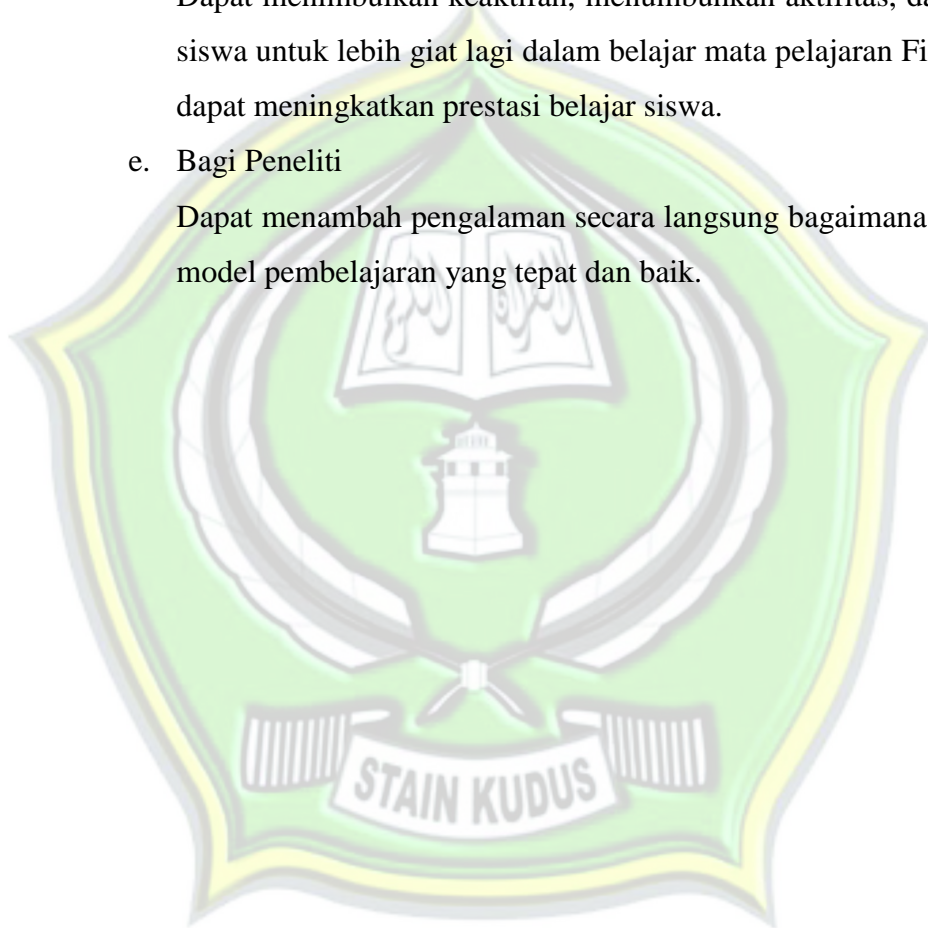 siswa untuk lebih giat lagi dalam belajar mata pelajaran
dapat meningkatkan prestasi belajar siswa.
e. Bagi Peneliti
Dapat menambah pengalaman secara langsung bagaimana
model pembelajaran yang tepat dan baik.
STAIN KUDUS